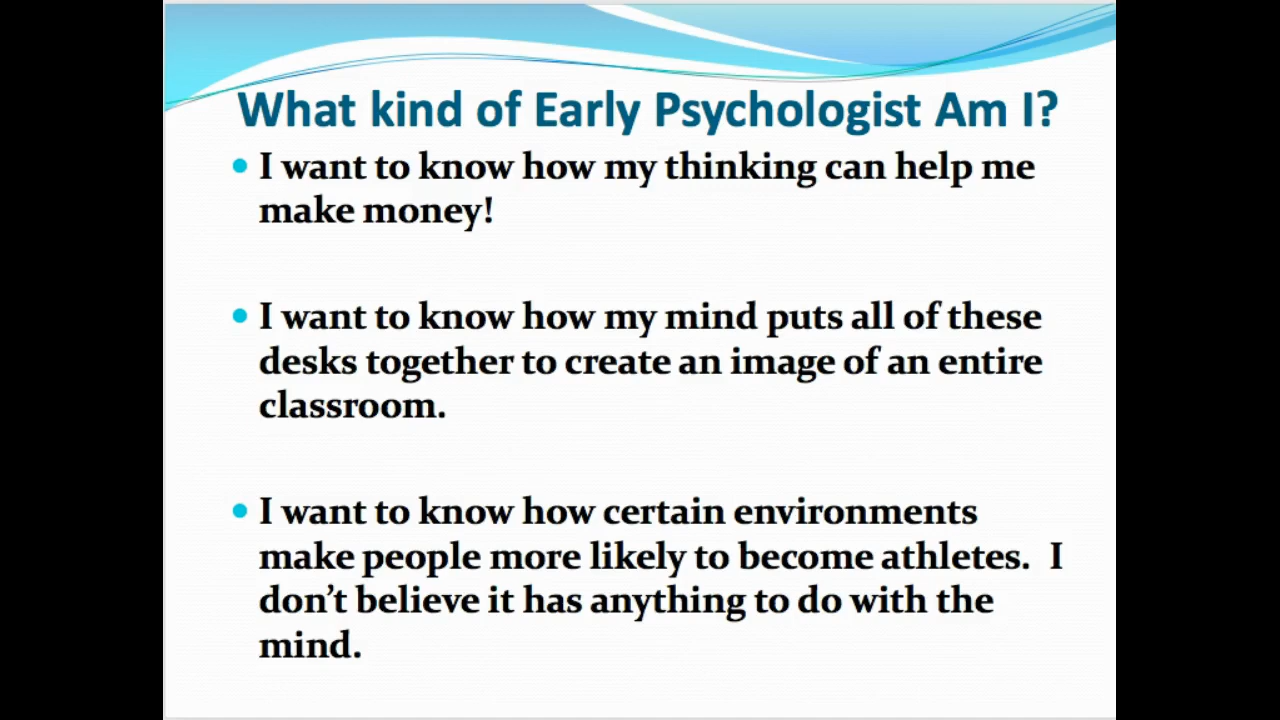 What kind of Early Psychologist Am I?
• I want to know how my thinking can help me
make money!
• I want to know how my mind puts all of these
desks together to create an image of an entire
classroom.
• I want to know how certain environments
make people more likely to become athletes.  I
don’t believe it has anything to do with the
mind.